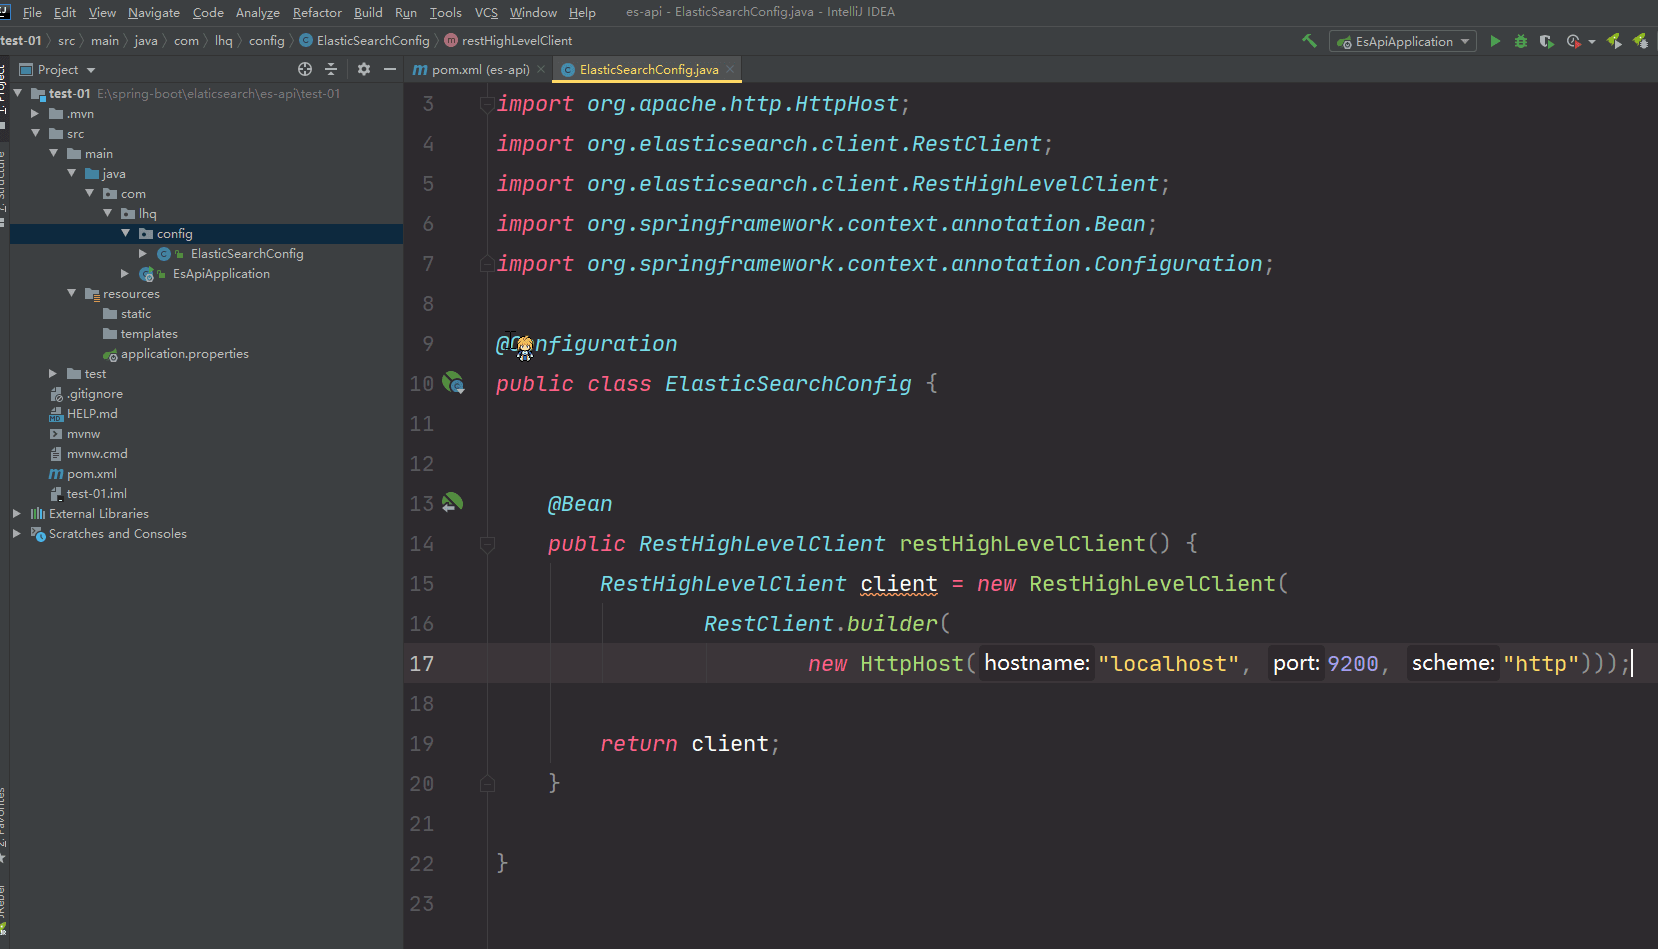 File Edit View Navigate Code Analyze Refactor Build Run Tools VCS Window Help es-api - ElasticSearchConfig.java - IntelliJ IDEA
test-01 src main java com lhq config ElasticSearchConfig restHighLevelClient EsApiApplication
Project
pom.xml (es-api) ElasticSearchConfig.java
test-01 E:\spring-boot\elaticsearch\es-api\test-01
.mvn
src
main
java
com
lhq
config
ElasticSearchConfig
EsApiApplication
resources
static
templates
application.properties
test
.gitignore
HELP.md
mvnw
mvnw.cmd
pom.xml
test-01.iml
External Libraries
Scratches and Consoles
3 import org.apache.http.HttpHost;
4 import org.elasticsearch.client.RestClient;
5 import org.elasticsearch.client.RestHighLevelClient;
6 import org.springframework.context.annotation.Bean;
7 import org.springframework.context.annotation.Configuration;
8
9 @Configuration
10 public class ElasticSearchConfig {
11
12
13 @Bean
14 public RestHighLevelClient restHighLevelClient() {
15 RestHighLevelClient client = new RestHighLevelClient(
16 RestClient.builder(
17 new HttpHost( hostname: "localhost", port: 9200, scheme: "http")));
18
19 return client;
20 }
21
22 }
23